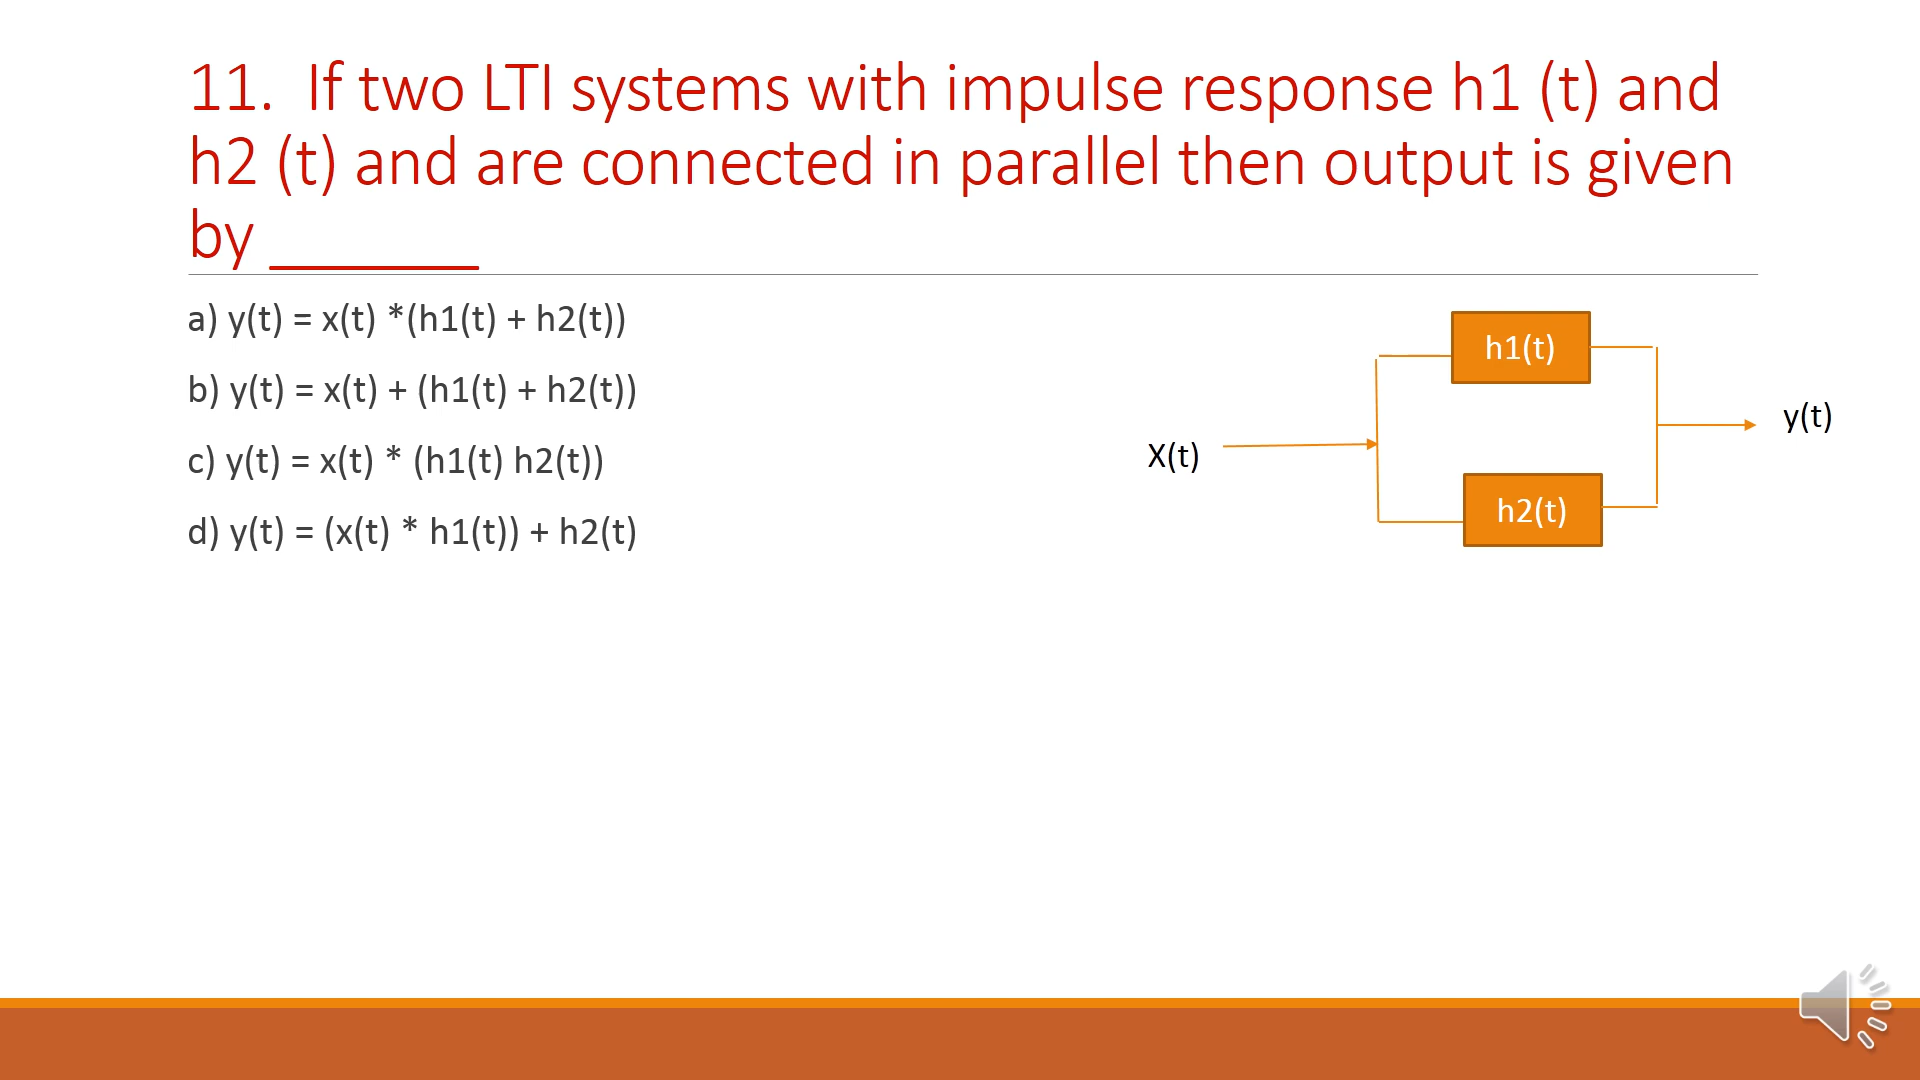 11. If two LTI systems with impulse response h1 (t) and
h2 (t) and are connected in parallel then output is given
by _______
a) y(t) = x(t) *(h1(t) + h2(t))
b) y(t) = x(t) + (h1(t) + h2(t))
c) y(t) = x(t) * (h1(t) h2(t))
d) y(t) = (x(t) * h1(t)) + h2(t)
h1(t)
y(t)
X(t)
h2(t)